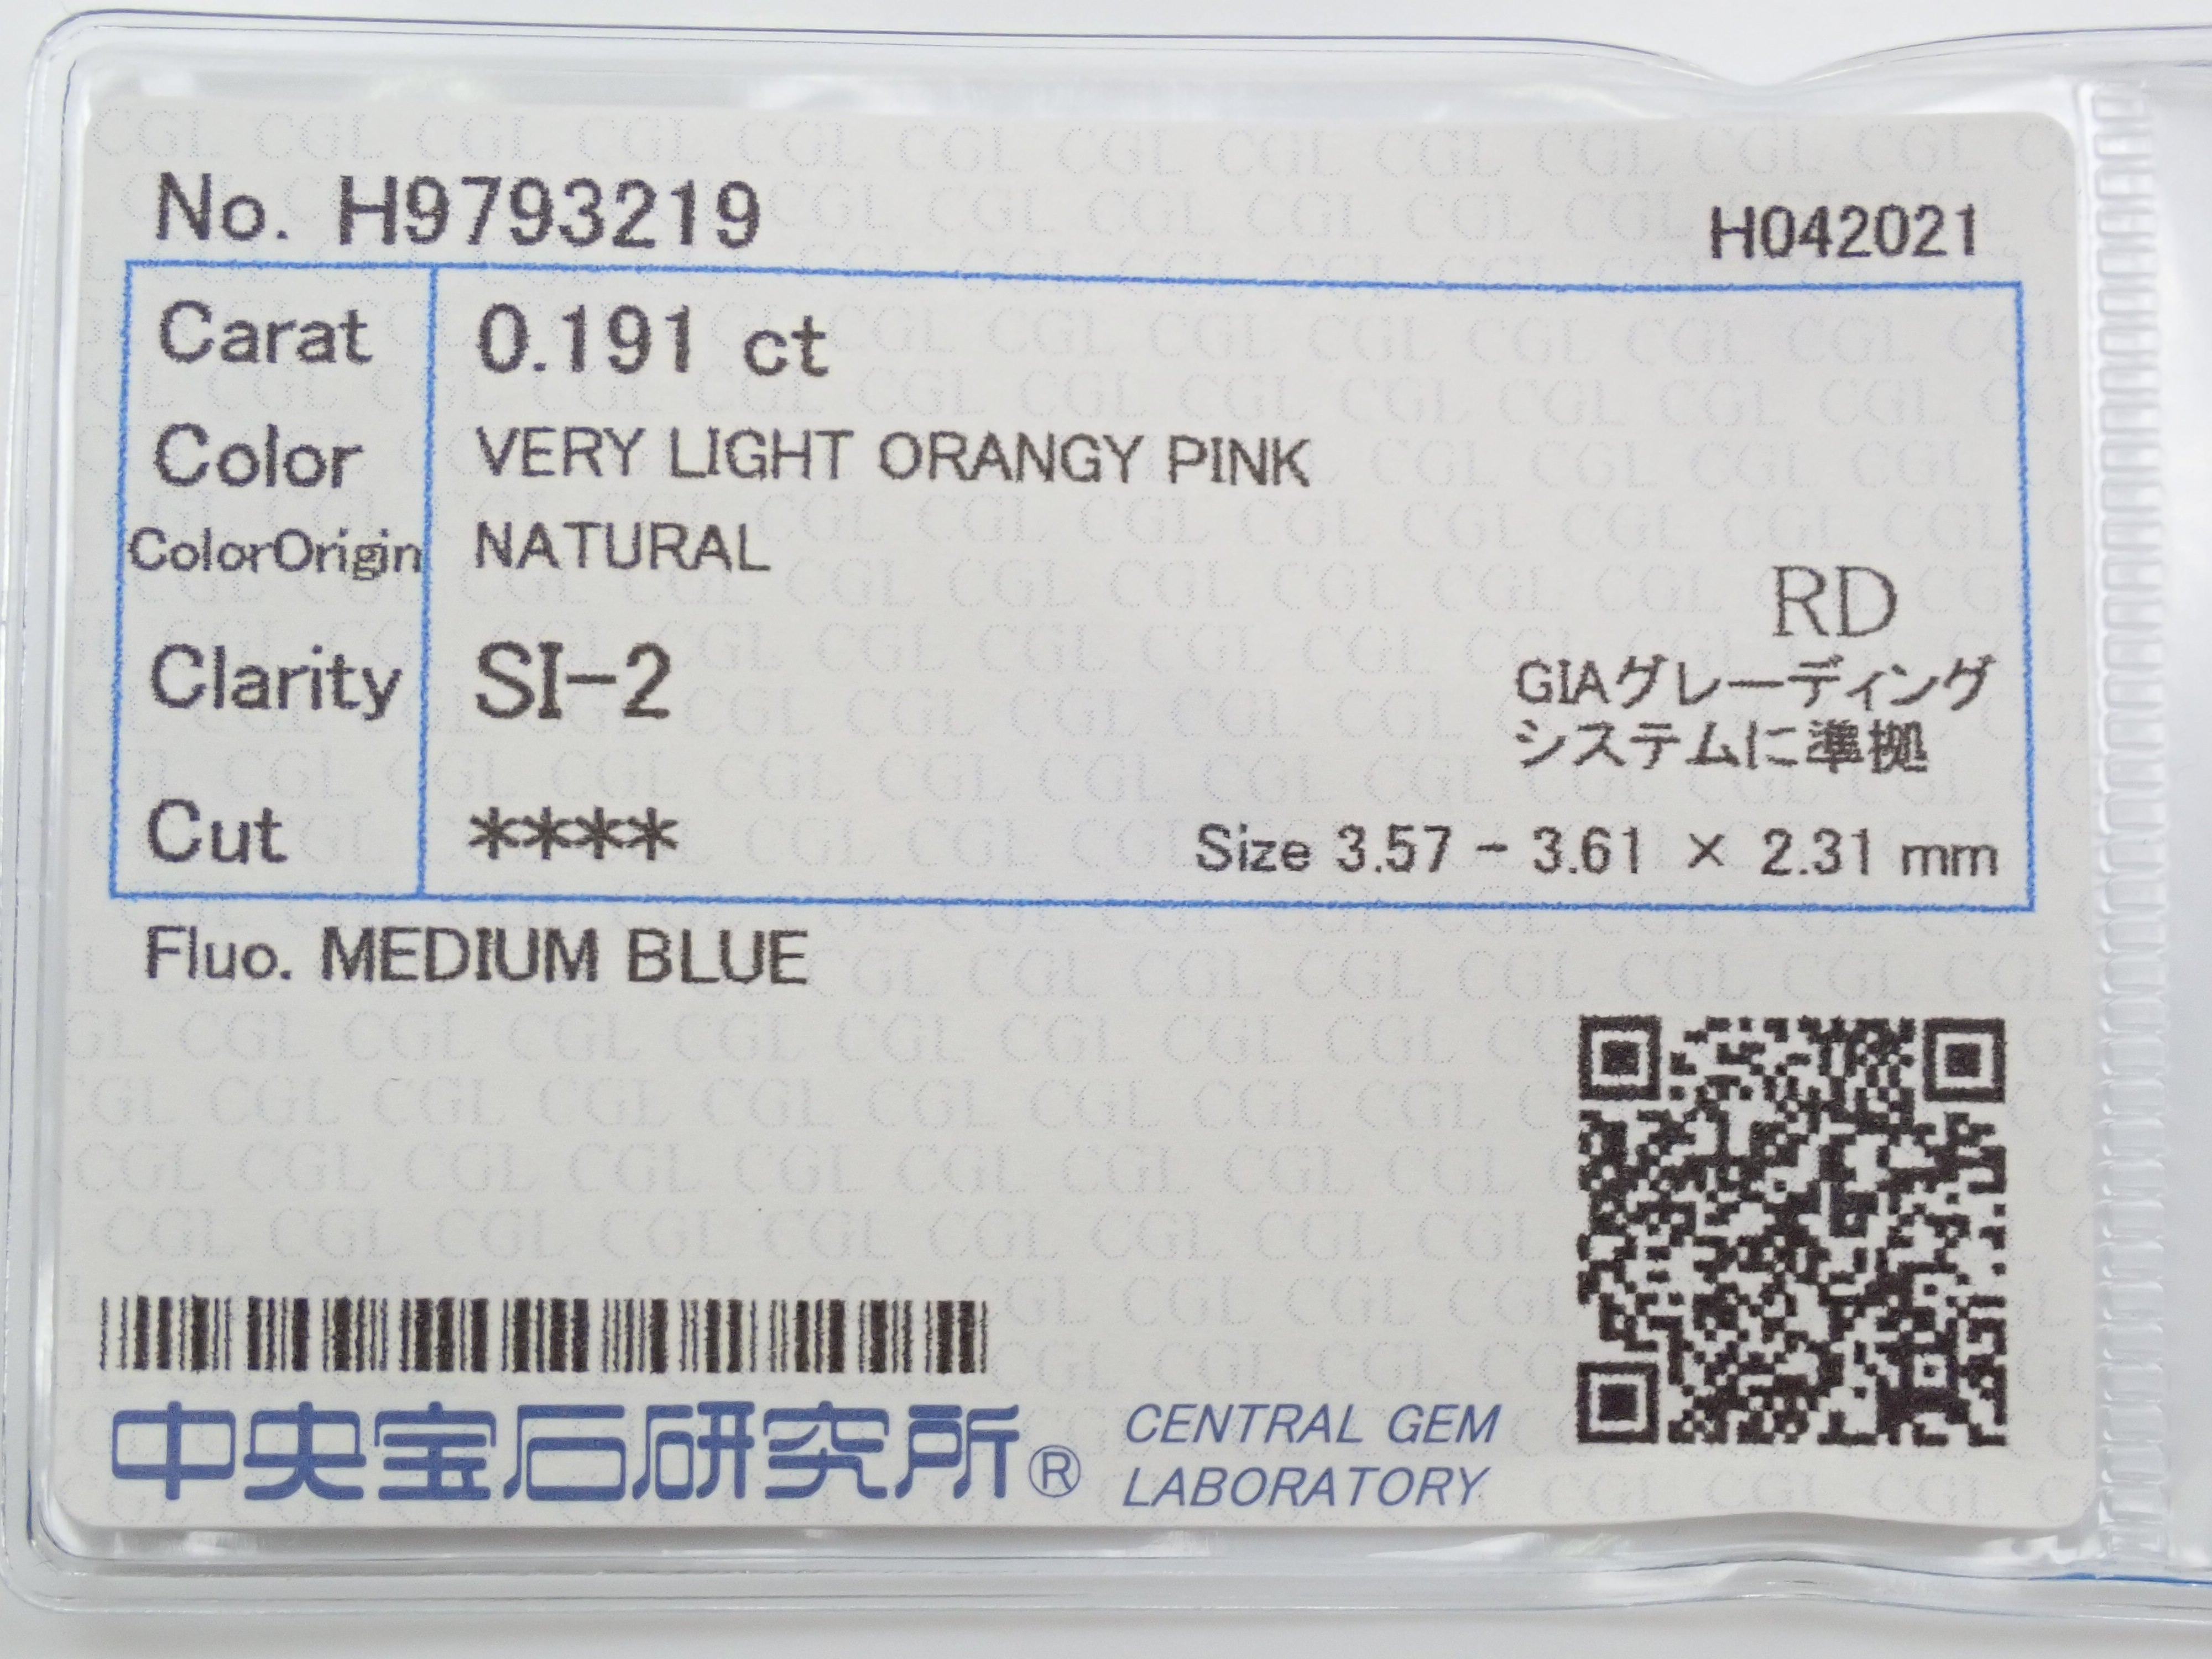 No. H9793219
H042021
Carat 0.191 ct
Color VERY LIGHT ORANGY PINK
ColorOrigin NATURAL
RD
Clarity SI-2
GIAグレーディング
システムに準拠
Cut ****
Size 3.57 - 3.61 × 2.31 mm
Fluo. MEDIUM BLUE
中央宝石研究所®
CENTRAL GEM
LABORATORY